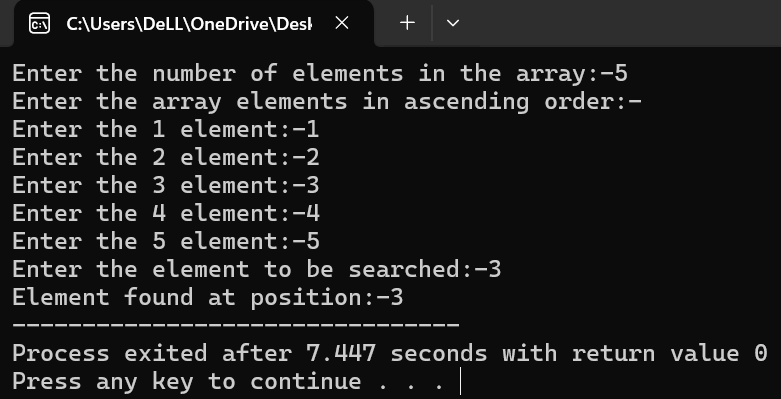 C:\Users\DeLL\OneDrive\Desk
Enter the number of elements in the array:-5
Enter the array elements in ascending order:-
Enter the 1 element:-1
Enter the 2 element:-2
Enter the 3 element:-3
Enter the 4 element:-4
Enter the 5 element:-5
Enter the element to be searched:-3
Element found at position:-3
--------------------------------
Process exited after 7.447 seconds with return value 0
Press any key to continue . . .